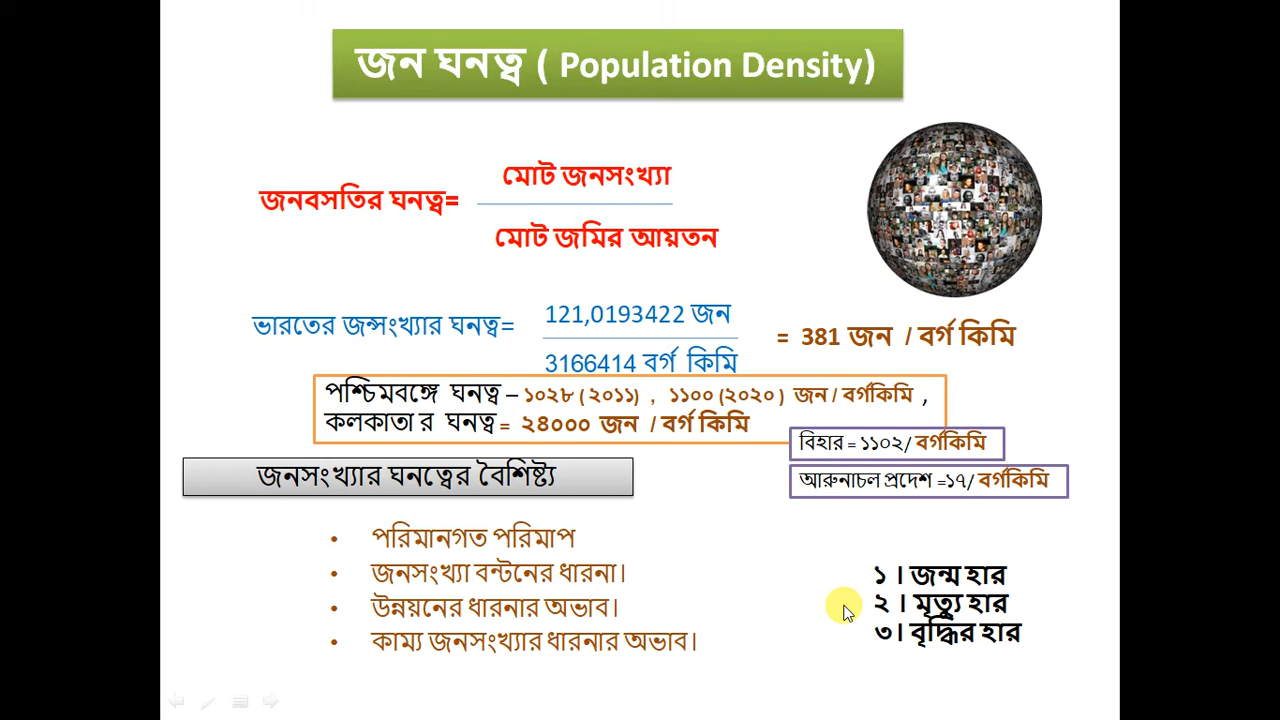 জন ঘনত্ব ( Population Density)
মোট জনসংখ্যা
জনবসতির ঘনত্ব=
মোট জমির আয়তন
121,0193422 জন
ভারতের জন্সংখ্যার ঘনত্ব=
= 381 জন / বর্গ কিমি
3166414 বর্গ কিমি
পশ্চিমবঙ্গে ঘনত্ব – ১০২৮ ( ২০১১) , ১১০০ (২০২০ ) জন / বর্গকিমি ,
কলকাতা র ঘনত্ব = ২৪০০০ জন / বর্গ কিমি
বিহার = ১১০২/ বর্গকিমি
জনসংখ্যার ঘনত্বের বৈশিষ্ট্য
আরুনাচল প্রদেশ =১৭/ বর্গকিমি
• পরিমানগত পরিমাপ
• জনসংখ্যা বন্টনের ধারনা।
• উন্নয়নের ধারনার অভাব।
• কাম্য জনসংখ্যার ধারনার অভাব।
১ । জন্ম হার
২ । মৃত্যু হার
৩। বৃদ্ধির হার